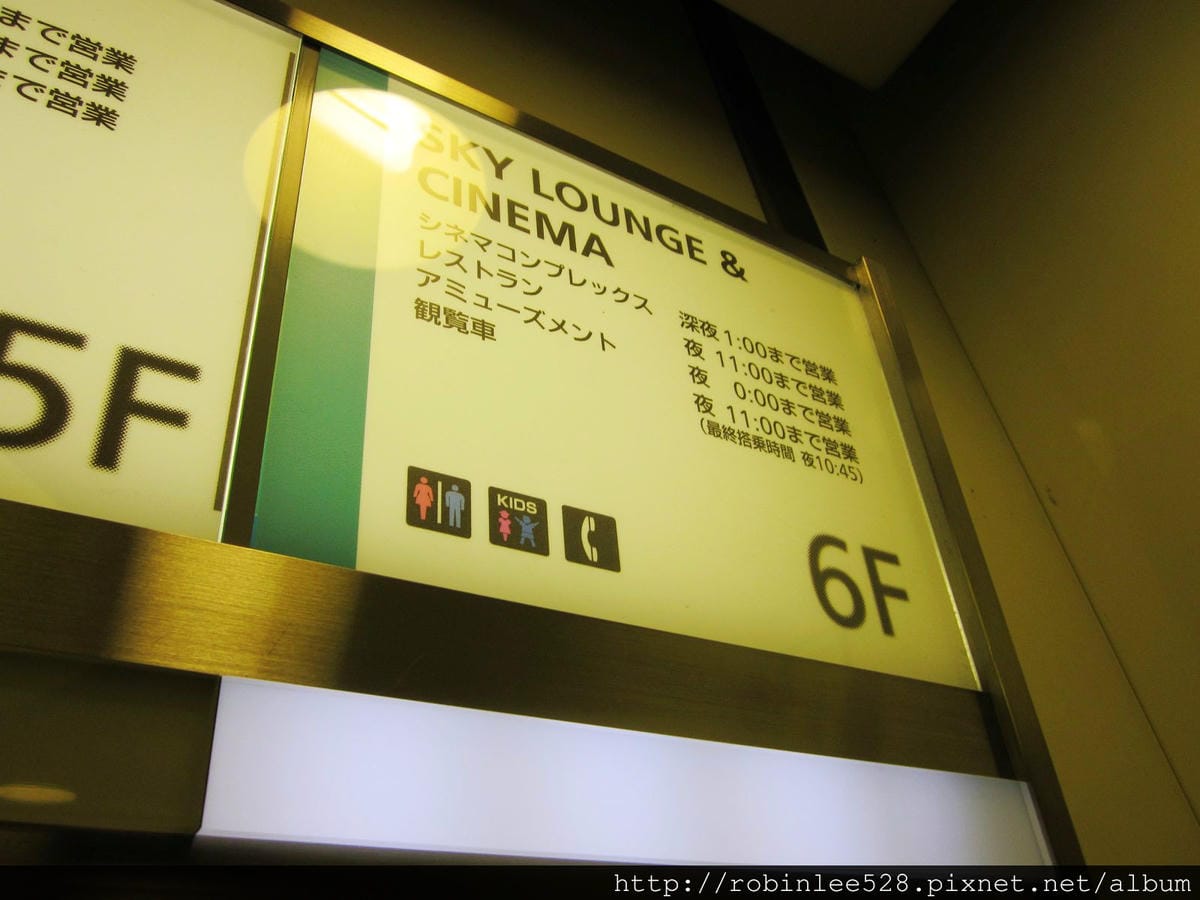 まで営業
まで営業
まで営業
5F
SKY LOUNGE &
CINEMA
シネマコンプレックス 深夜1:00まで営業
レストラン 夜 11:00まで営業
アミューズメント 夜 0:00まで営業
観覧車 夜 11:00まで営業
(最終搭乗時間 夜10:45)
KIDS
6F
http://robinlee528.pixnet.net/album